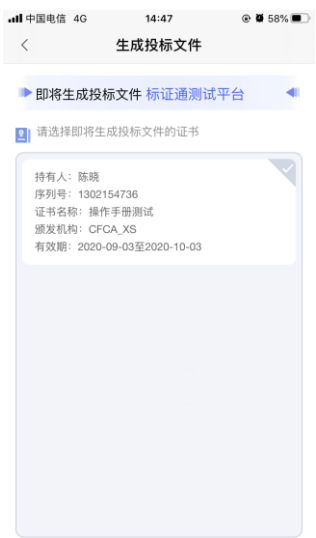 中国电信 4G 14:47 58%
生成投标文件
即将生成投标文件 标证通测试平台
请选择即将生成投标文件的证书
持有人：陈晓
序列号：1302154736
证书名称：操作手册测试
颁发机构：CFCA_XS
有效期：2020-09-03至2020-10-03